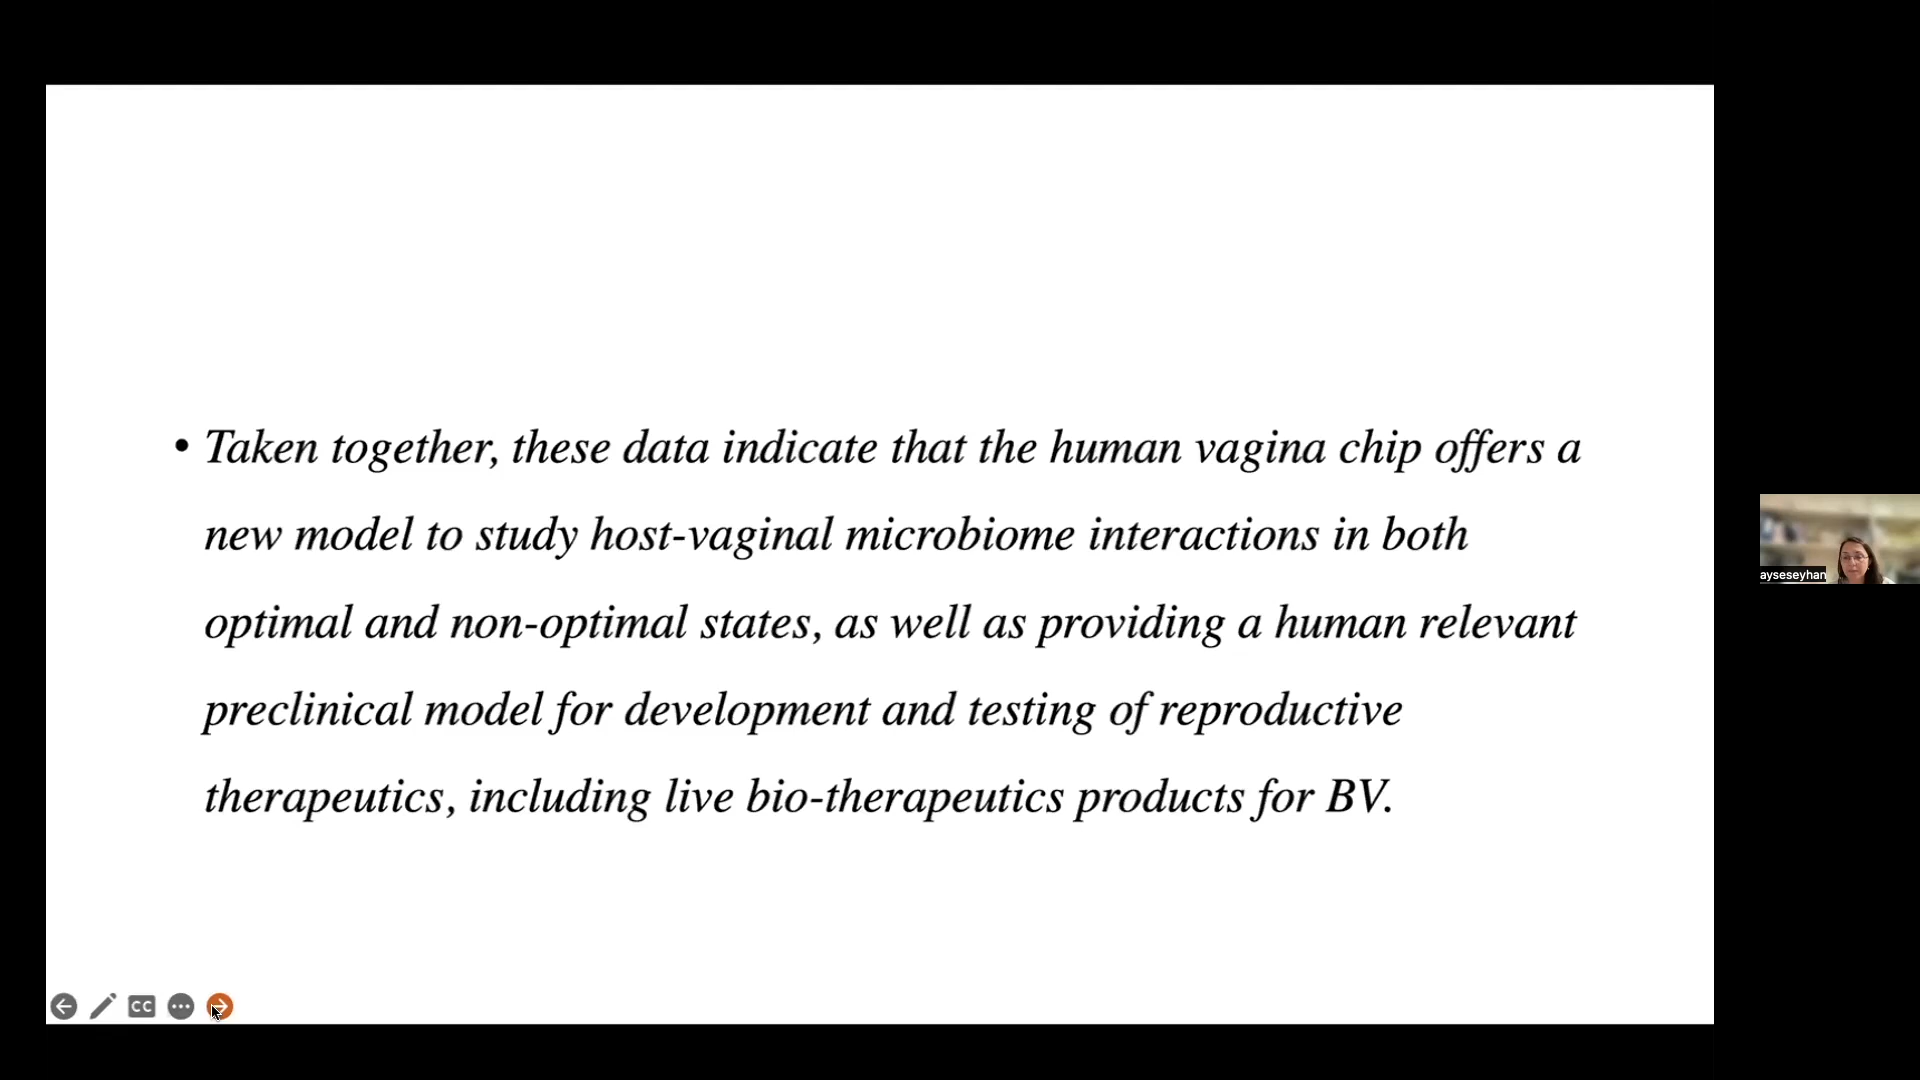 • Taken together, these data indicate that the human vagina chip offers a
new model to study host-vaginal microbiome interactions in both
optimal and non-optimal states, as well as providing a human relevant
preclinical model for development and testing of reproductive
therapeutics, including live bio-therapeutics products for BV.
ayseseyhan
CC